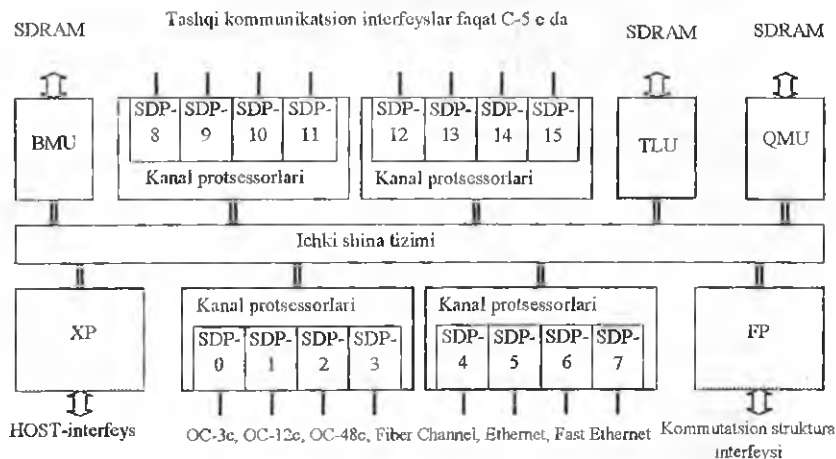 Tashqi kommunikatsion interfeyslar faqat C-5 e da
SDRAM
SDRAM
SDRAM
BMU
SDP-8
SDP-9
SDP-10
SDP-11
Kanal protsessorlari
SDP-12
SDP-13
SDP-14
SDP-15
Kanal protsessorlari
TLU
QMU
Ichki shina tizimi
XP
Kanal protsessorlari
SDP-0
SDP-1
SDP-2
SDP-3
Kanal protsessorlari
SDP-4
SDP-5
SDP-6
SDP-7
FP
HOST-interfeys
OC-3c, OC-12c, OC-48c, Fiber Channel, Ethernet, Fast Ethernet
Kommutatsion struktura
interfeysi